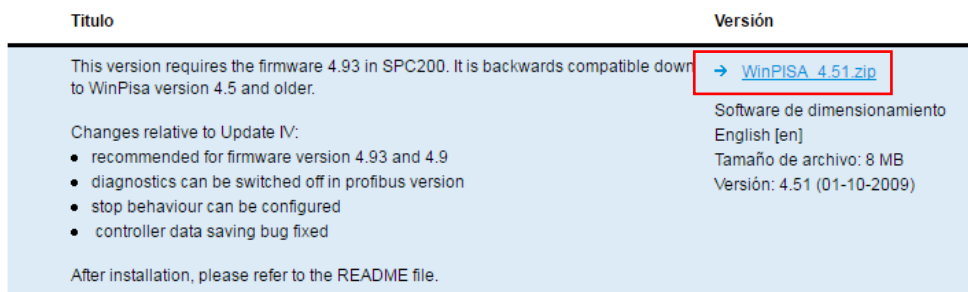 Titulo
Versión
This version requires the firmware 4.93 in SPC200. It is backwards compatible down
to WinPisa version 4.5 and older.
Changes relative to Update IV:
● recommended for firmware version 4.93 and 4.9
● diagnostics can be switched off in profibus version
● stop behaviour can be configured
● controller data saving bug fixed
After installation, please refer to the README file.
→ WinPISA_4.51.zip
Software de dimensionamiento
English [en]
Tamaño de archivo: 8 MB
Versión: 4.51 (01-10-2009)